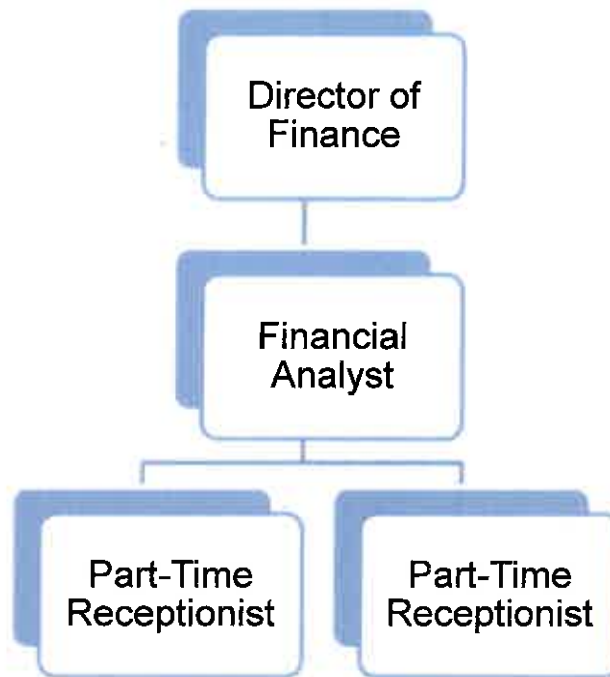 Director of
Finance
Financial
Analyst
Part-Time
Receptionist
Part-Time
Receptionist